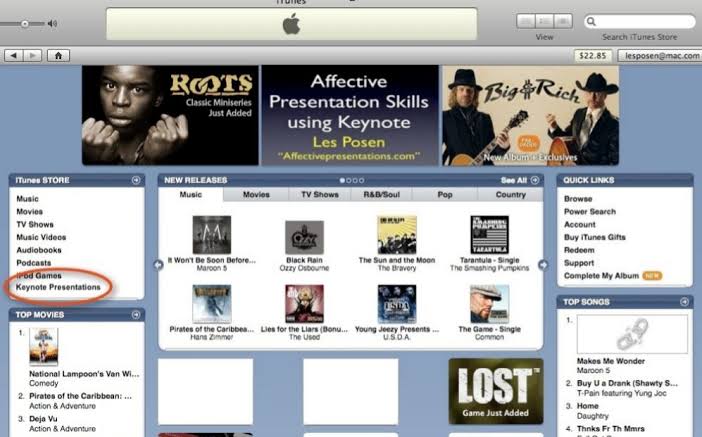 iTunes
View
Search iTunes Store
$22.85
lesposen@mac.com
ROOTS
Classic Miniseries
Just Added
Affective
Presentation Skills
using Keynote
Les Posen
"Affectivepresentations.com"
Big & Rich
PRE-ORDER
New Album + Exclusives
iTunes STORE
Music
Movies
TV Shows
Music Videos
Audiobooks
Podcasts
iPod Games
Keynote Presentations
TOP MOVIES
1.
National Lampoon's Van Wi...
Comedy
2. Pirates of the Caribbean: ...
Action & Adventure
3. Deja Vu
Action & Adventure
NEW RELEASES
See All
Music
Movies
TV Shows
R&B/Soul
Pop
Country
It Won't Be Soon Before...
Maroon 5
Black Rain
Ozzy Osbourne
The Sun and the Moon
The Bravery
SMASHING
PUMPKINS
TARANTULA
Tarantula - Single
The Smashing Pumpkins
Pirates of the Caribbea...
Hans Zimmer
Lies for the Liars (Bonu...
The Used
USDA
Young Jeezy Presents ...
U.S.D.A.
The Game - Single
Common
LOST™
Game Just Added
QUICK LINKS
Browse
Power Search
Account
Buy iTunes Gifts
Redeem
Support
Complete My Album NEW
TOP SONGS
1.
Makes Me Wonder
Maroon 5
2. Buy U a Drank (Shawty S...
T-Pain featuring Yung Joc
3. Home
Daughtry
4. Thnks Fr Th Mmrs